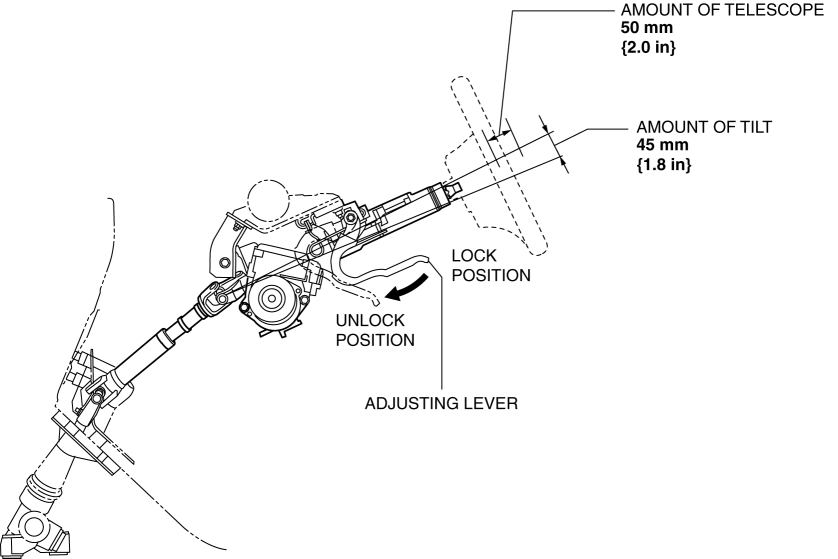 AMOUNT OF TELESCOPE
50 mm
{2.0 in}
AMOUNT OF TILT
45 mm
{1.8 in}
LOCK
POSITION
UNLOCK
POSITION
ADJUSTING LEVER